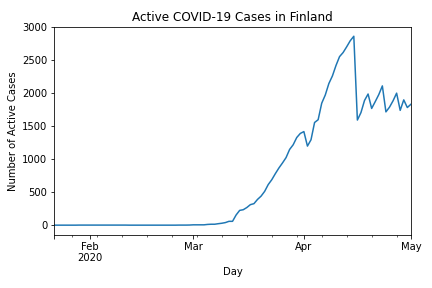 Active COVID-19 Cases in Finland
Number of Active Cases
3000
2500
2000
1500
1000
500
0
Feb
2020
Mar
Apr
May
Day